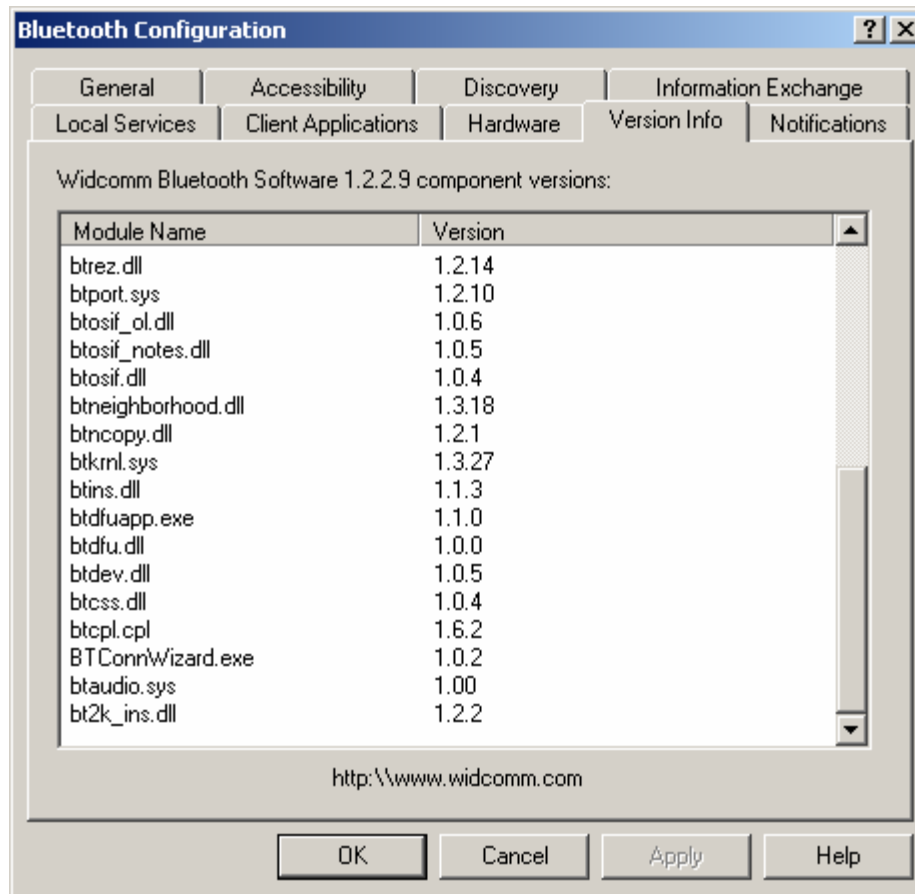 Bluetooth Configuration
General Accessibility Discovery Information Exchange
Local Services Client Applications Hardware Version Info Notifications
Widcomm Bluetooth Software 1.2.2.9 component versions:
Module Name Version
btrez.dll 1.2.14
btport.sys 1.2.10
btosif_ol.dll 1.0.6
btosif_notes.dll 1.0.5
btosif.dll 1.0.4
btneighborhood.dll 1.3.18
btncopy.dll 1.2.1
btkrnl.sys 1.3.27
btins.dll 1.1.3
btdfuapp.exe 1.1.0
btdfu.dll 1.0.0
btdev.dll 1.0.5
btcss.dll 1.0.4
btcpl.cpl 1.6.2
BTConnWizard.exe 1.0.2
btaudio.sys 1.00
bt2k_ins.dll 1.2.2
http:\\www.widcomm.com
OK Cancel Apply Help